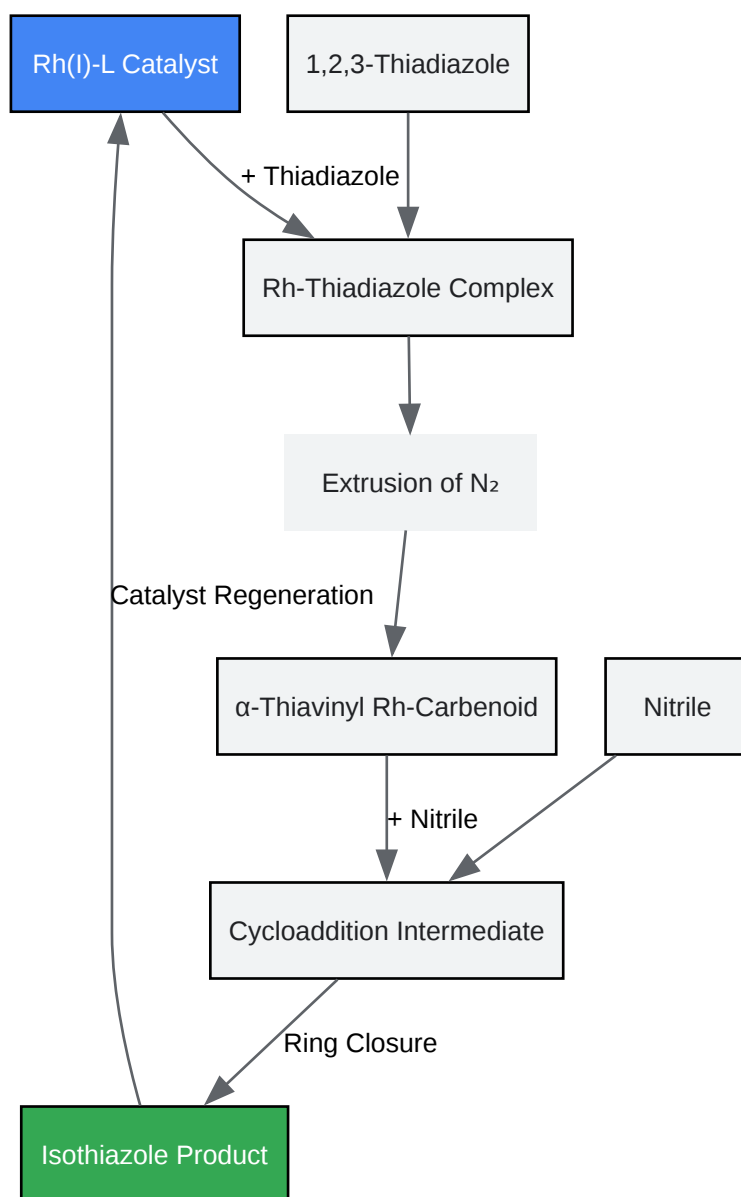 Rh(I)-L Catalyst
1,2,3-Thiadiazole
+ Thiadiazole
Rh-Thiadiazole Complex
Extrusion of N₂
Catalyst Regeneration
α-Thiavinyl Rh-Carbenoid
Nitrile
+ Nitrile
Cycloaddition Intermediate
Ring Closure
Isothiazole Product